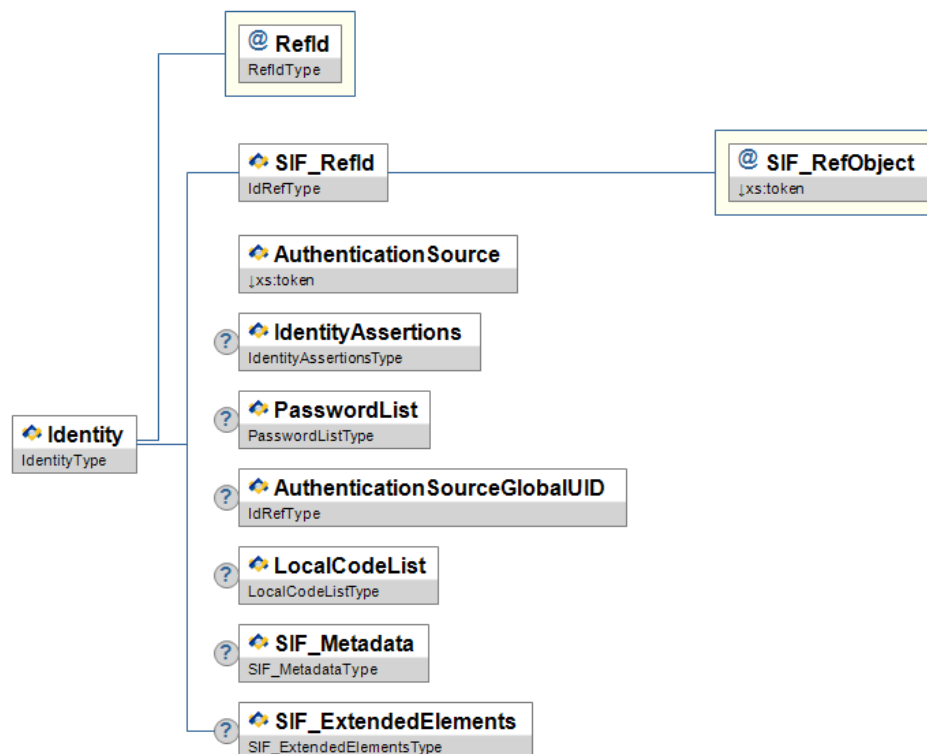 @ RefId
RefIdType
SIF_RefId
IdRefType
@ SIF_RefObject
↓xs:token
AuthenticationSource
↓xs:token
? IdentityAssertions
IdentityAssertionsType
? PasswordList
PasswordListType
Identity
IdentityType
? AuthenticationSourceGlobalUID
IdRefType
? LocalCodeList
LocalCodeListType
? SIF_Metadata
SIF_MetadataType
? SIF_ExtendedElements
SIF_ExtendedElementsType